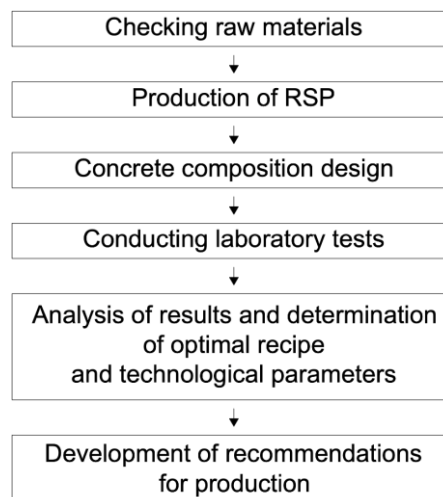 Checking raw materials
Production of RSP
Concrete composition design
Conducting laboratory tests
Analysis of results and determination
of optimal recipe
and technological parameters
Development of recommendations
for production